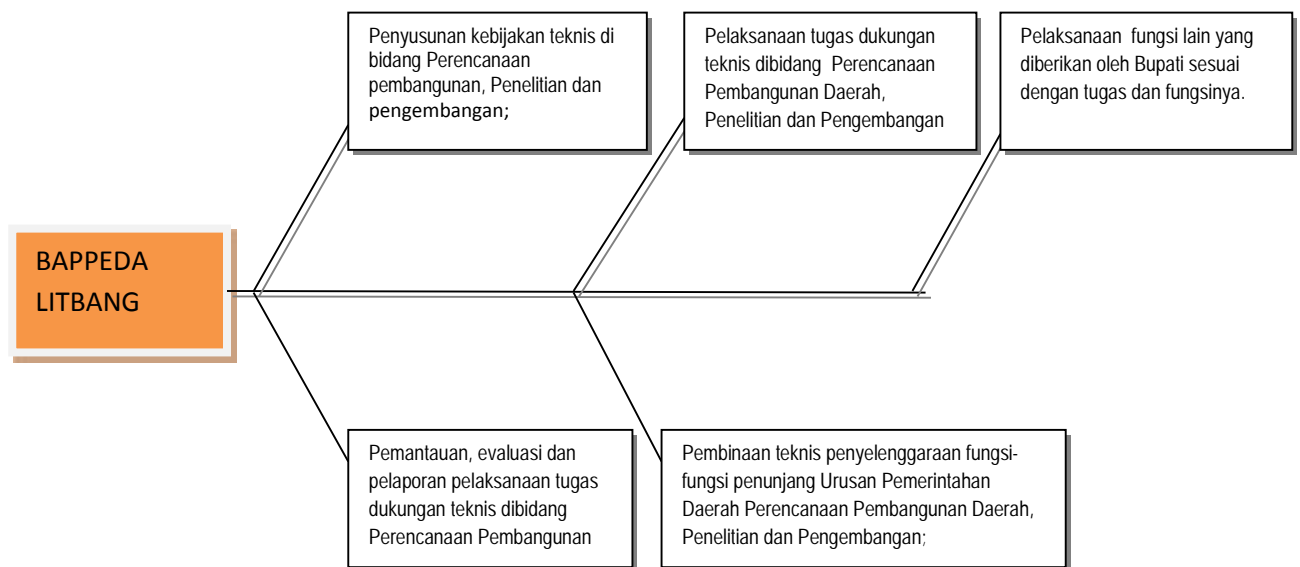 Penyusunan kebijakan teknis di
bidang Perencanaan
pembangunan, Penelitian dan
pengembangan;
Pelaksanaan tugas dukungan
teknis dibidang Perencanaan
Pembangunan Daerah,
Penelitian dan Pengembangan
Pelaksanaan fungsi lain yang
diberikan oleh Bupati sesuai
dengan tugas dan fungsinya.
BAPPEDA
LITBANG
Pemantauan, evaluasi dan
pelaporan pelaksanaan tugas
dukungan teknis dibidang
Perencanaan Pembangunan
Pembinaan teknis penyelenggaraan fungsi-
fungsi penunjang Urusan Pemerintahan
Daerah Perencanaan Pembangunan Daerah,
Penelitian dan Pengembangan;